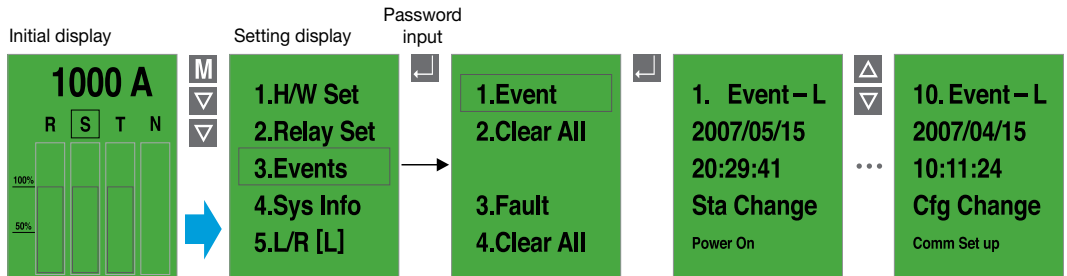 Initial display
1000 A
R S T N
100%
50%
M
Setting display
1.H/W Set
2.Relay Set
3.Events
4.Sys Info
5.L/R [L]
Password
input
1.Event
2.Clear All
3.Fault
4.Clear All
1. Event – L
2007/05/15
20:29:41
Sta Change
Power On
10. Event – L
2007/04/15
10:11:24
Cfg Change
Comm Set up